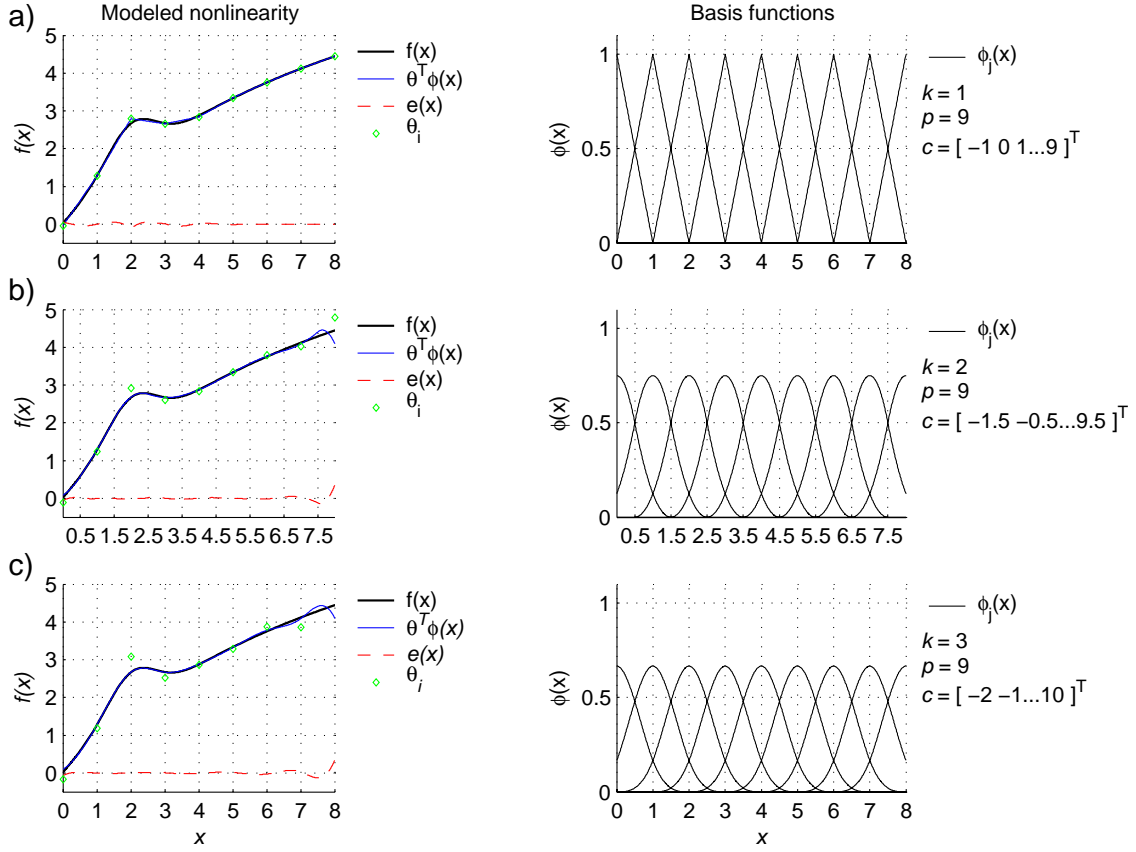 Modeled nonlinearity
Basis functions
a)
f(x)
5
4
3
2
1
0
0 1 2 3 4 5 6 7 8
f(x)
θ^Tϕ(x)
e(x)
θ_i
ϕ(x)
1
0.5
0
0 1 2 3 4 5 6 7 8
ϕ_j(x)
k = 1
p = 9
c = [ −1 0 1...9 ]^T
b)
f(x)
5
4
3
2
1
0
0.5 1.5 2.5 3.5 4.5 5.5 6.5 7.5
f(x)
θ^Tϕ(x)
e(x)
θ_i
ϕ(x)
1
0.5
0
0.5 1.5 2.5 3.5 4.5 5.5 6.5 7.5
ϕ_j(x)
k = 2
p = 9
c = [ −1.5 −0.5...9.5 ]^T
c)
f(x)
5
4
3
2
1
0
0 1 2 3 4 5 6 7 8
x
f(x)
θ^Tϕ(x)
e(x)
θ_i
ϕ(x)
1
0.5
0
0 1 2 3 4 5 6 7 8
x
ϕ_j(x)
k = 3
p = 9
c = [ −2 −1...10 ]^T